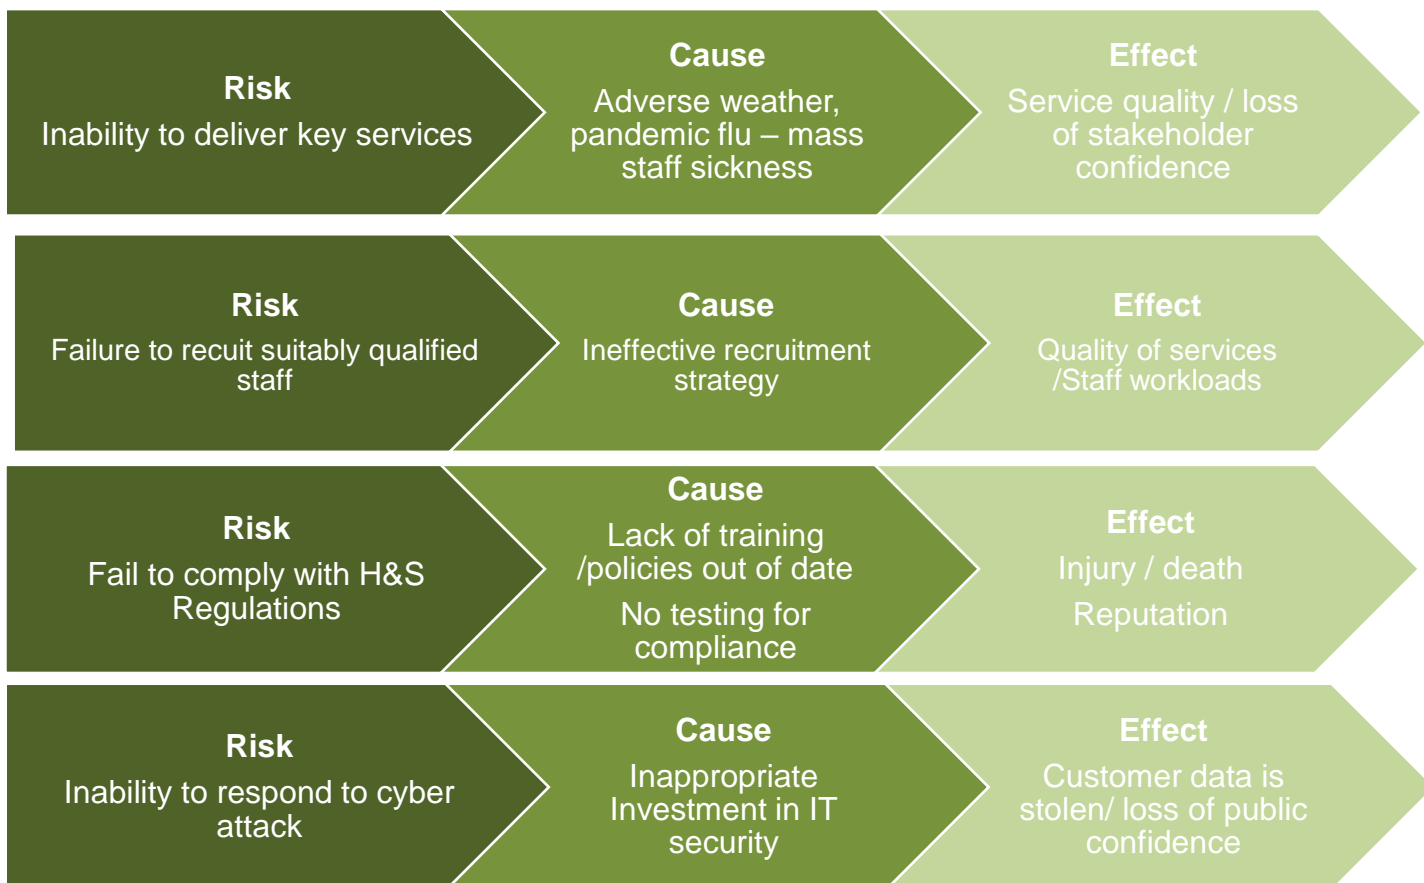 Risk
Inability to deliver key services
Cause
Adverse weather,
pandemic flu – mass
staff sickness
Effect
Service quality / loss
of stakeholder
confidence
Risk
Failure to recuit suitably qualified
staff
Cause
Ineffective recruitment
strategy
Effect
Quality of services
/Staff workloads
Risk
Fail to comply with H&S
Regulations
Cause
Lack of training
/policies out of date
No testing for
compliance
Effect
Injury / death
Reputation
Risk
Inability to respond to cyber
attack
Cause
Inappropriate
Investment in IT
security
Effect
Customer data is
stolen/ loss of public
confidence